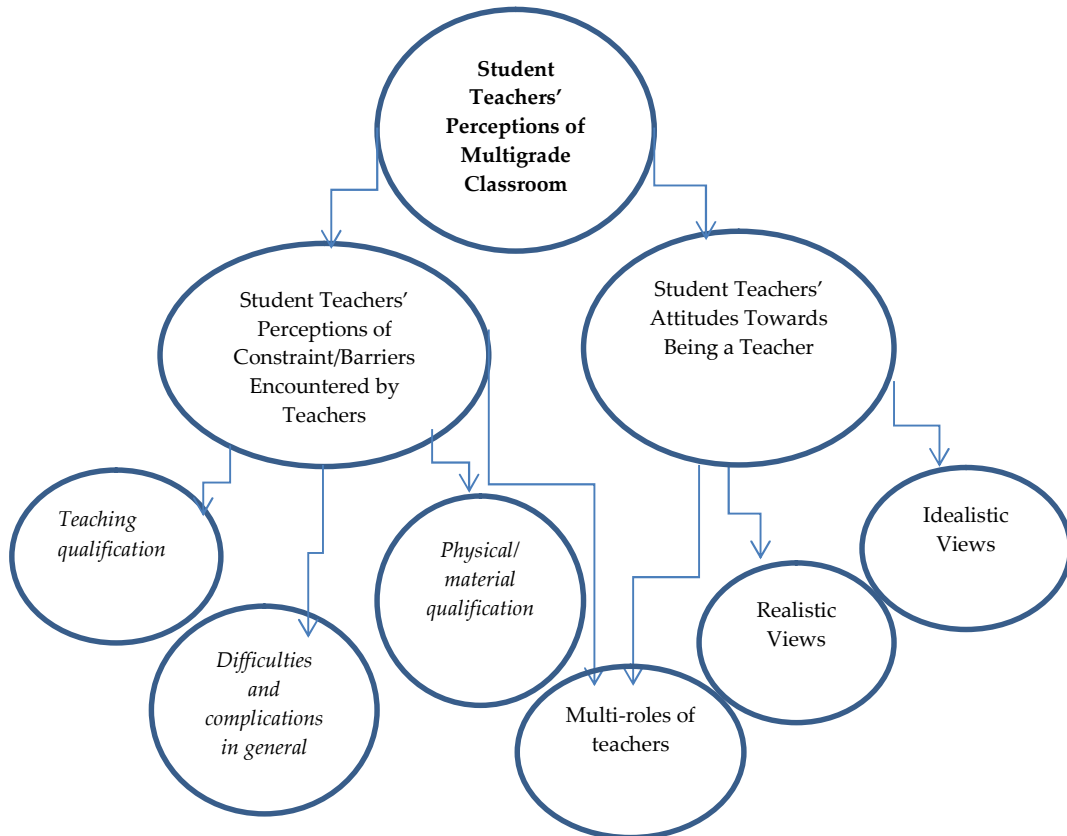 Student
Teachers’
Perceptions of
Multigrade
Classroom
Student Teachers’
Perceptions of
Constraint/Barriers
Encountered by
Teachers
Student Teachers’
Attitudes Towards
Being a Teacher
Teaching
qualification
Difficulties
and
complications
in general
Physical/
material
qualification
Multi-roles of
teachers
Realistic
Views
Idealistic
Views